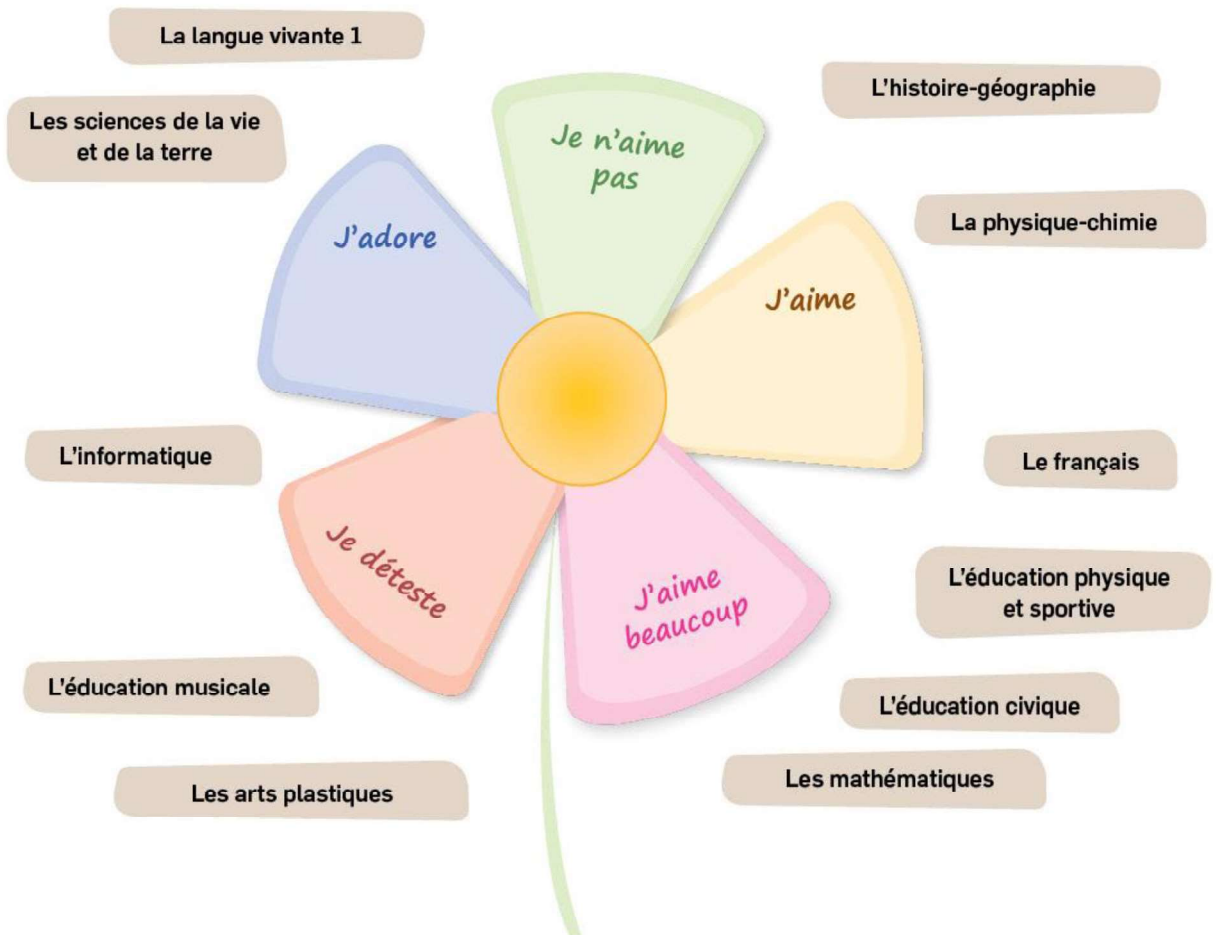 La langue vivante 1
L'histoire-géographie
Les sciences de la vie
et de la terre
Je n'aime
pas
J'adore
La physique-chimie
J'aime
L'informatique
Le français
Je déteste
J'aime
beaucoup
L'éducation physique
et sportive
L'éducation musicale
L'éducation civique
Les arts plastiques
Les mathématiques